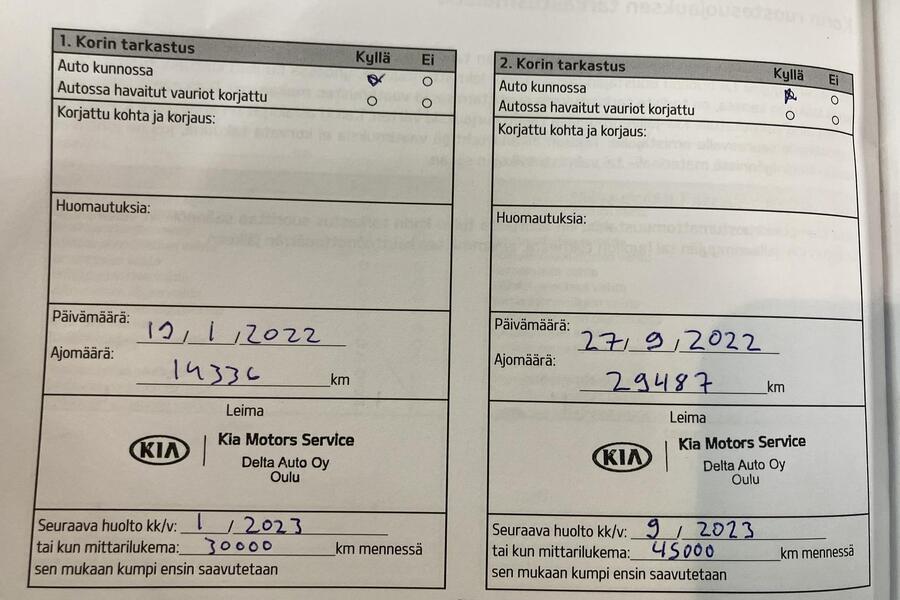 1. Korin tarkastus Kyllä Ei
Auto kunnossa
Autossa havaitut vauriot korjattu
Korjattu kohta ja korjaus:
Huomautuksia:
Päivämäärä: 19 / 1 / 2022
Ajomäärä: 14336 km
Leima
KIA Kia Motors Service
Delta Auto Oy
Oulu
Seuraava huolto kk/v: 1 / 2023
tai kun mittarilukema: 30000 km mennessä
sen mukaan kumpi ensin saavutetaan
2. Korin tarkastus Kyllä Ei
Auto kunnossa
Autossa havaitut vauriot korjattu
Korjattu kohta ja korjaus:
Huomautuksia:
Päivämäärä: 27 / 9 / 2022
Ajomäärä: 29487 km
Leima
KIA Kia Motors Service
Delta Auto Oy
Oulu
Seuraava huolto kk/v: 9 / 2023
tai kun mittarilukema: 45000 km mennessä
sen mukaan kumpi ensin saavutetaan